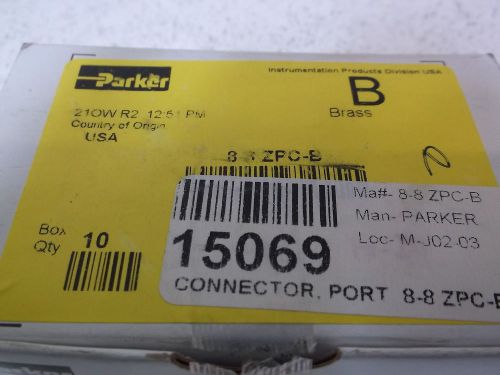 Parker
Instrumentation Products Division USA
B
Brass
21OW R2 12:51 PM
Country of Origin
USA
8-8 ZPC-B
Box
Qty
10
Ma#- 8-8 ZPC-B
Man- PARKER
Loc- M-J02-03
15069
CONNECTOR, PORT 8-8 ZPC-B